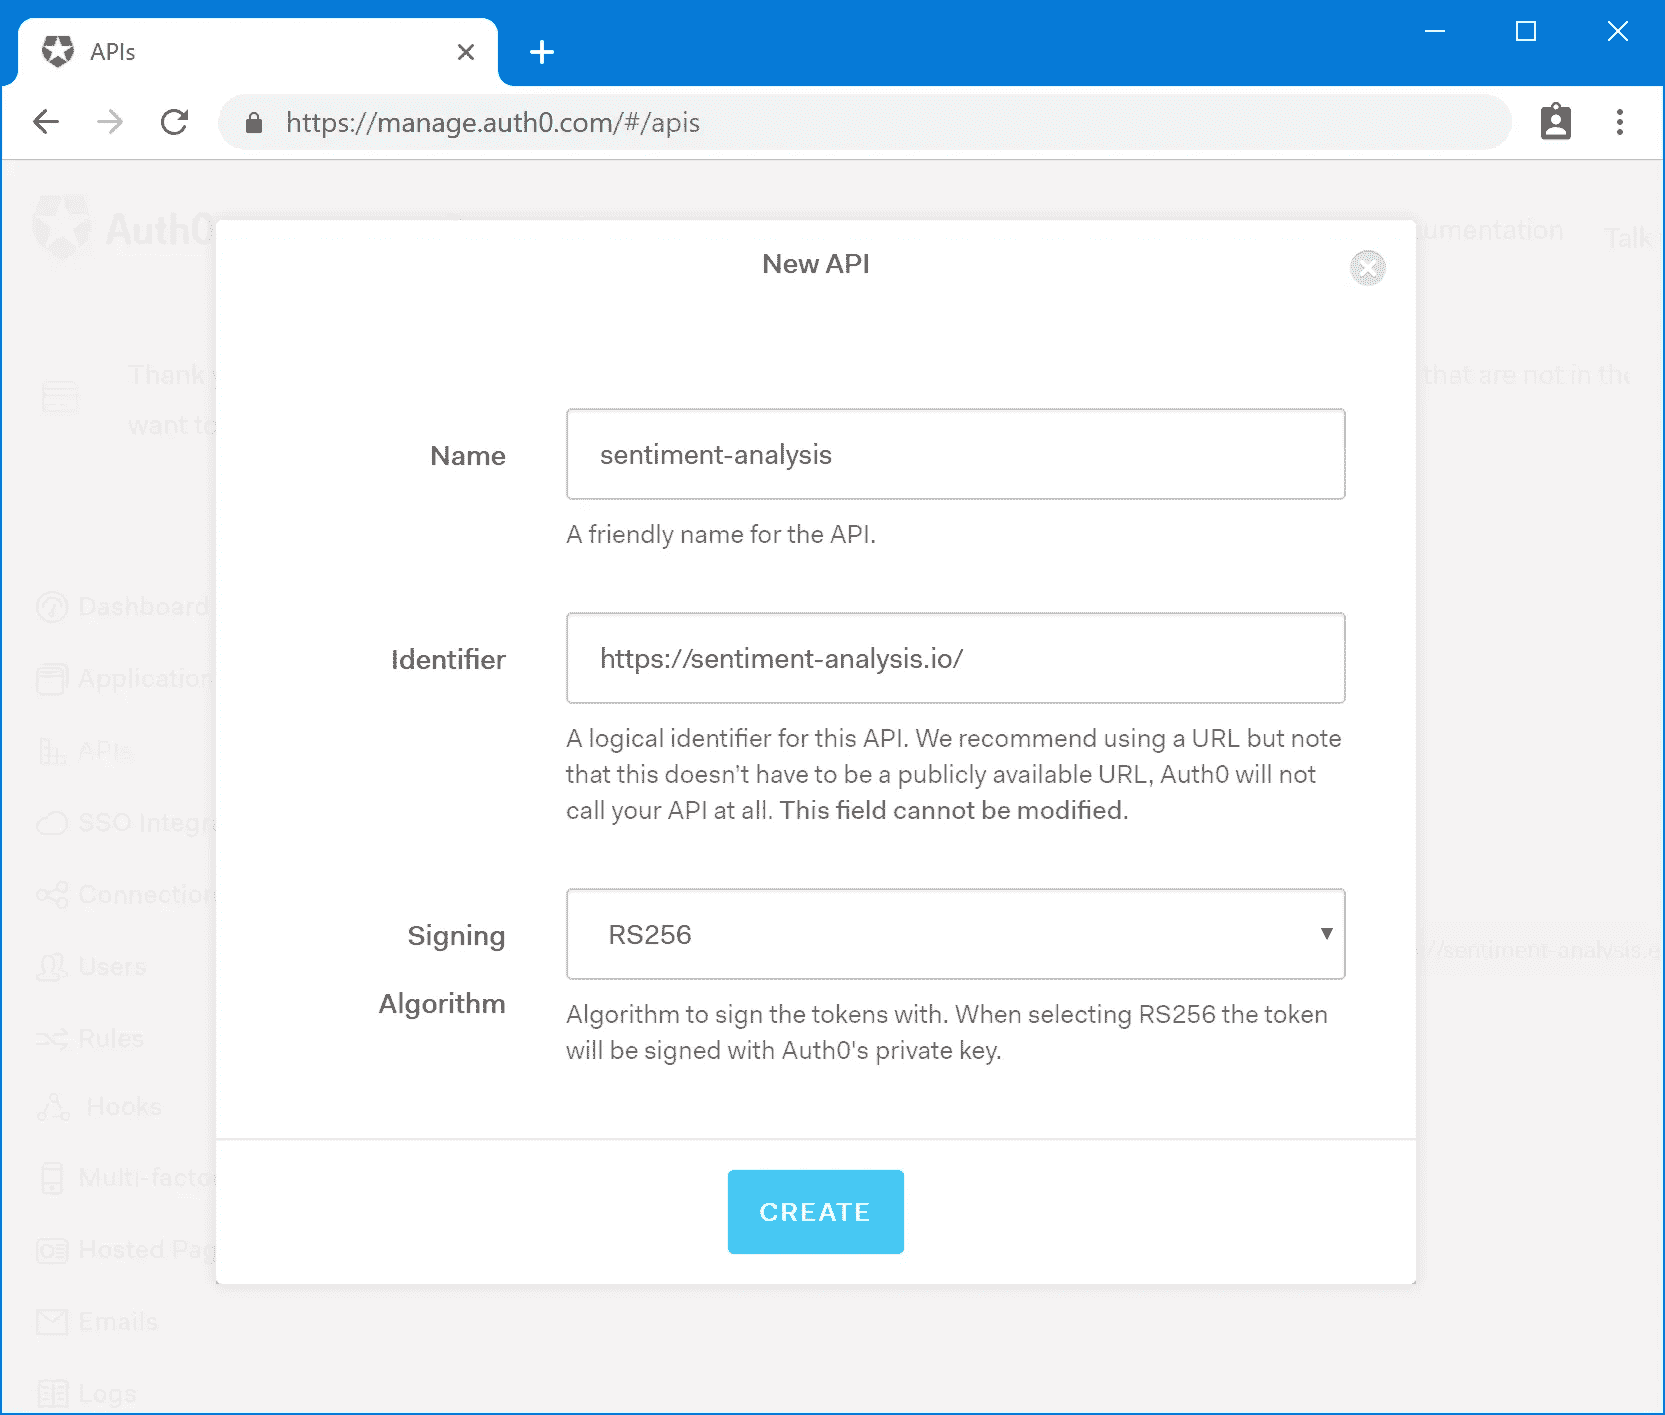 APIs
https://manage.auth0.com/#/apis
Auth0
New API
Talk
Thank
that are not in the
want to
Name
sentiment-analysis
A friendly name for the API.
Dashboard
Identifier
https://sentiment-analysis.io/
Application
A logical identifier for this API. We recommend using a URL but note
that this doesn't have to be a publicly available URL, Auth0 will not
call your API at all. This field cannot be modified.
APIs
SSO Integra
Connection
Signing
Algorithm
RS256
//sentiment-analysis.
Algorithm to sign the tokens with. When selecting RS256 the token
will be signed with Auth0's private key.
Users
Rules
Hooks
Multi-facto
CREATE
Hosted Pag
Emails
Logs